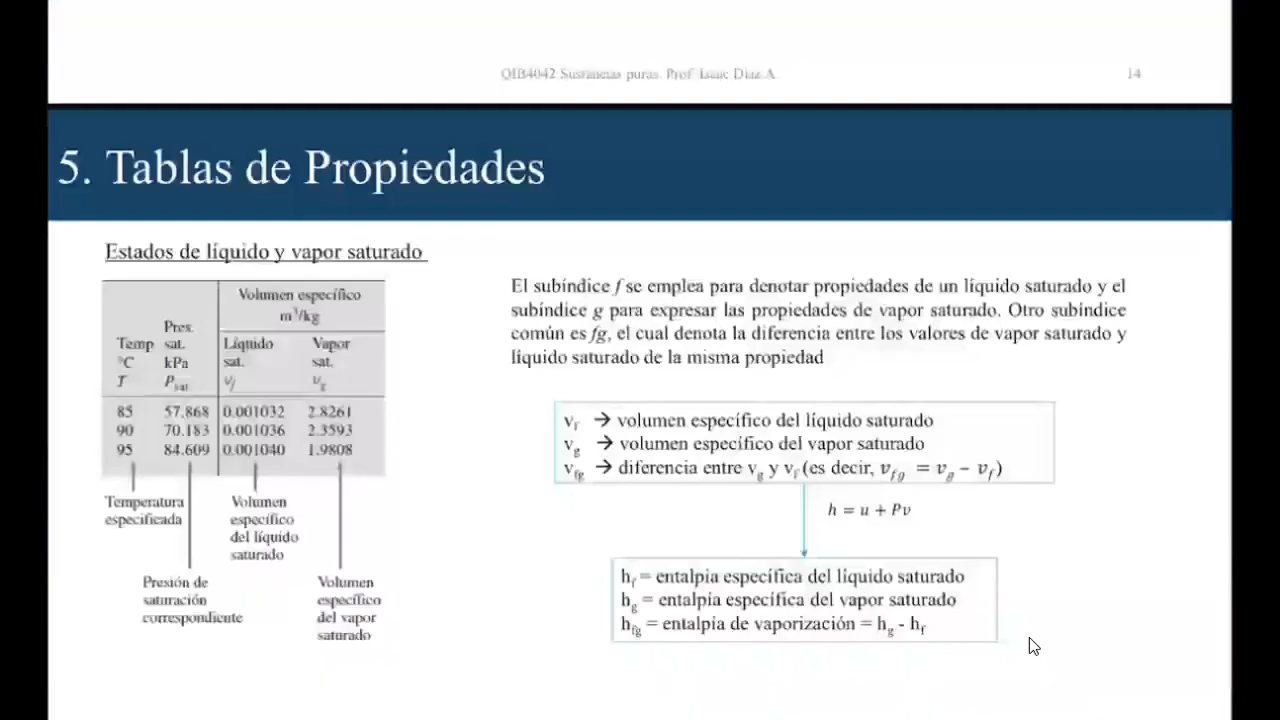 QIB4042 Sustancias puras. Prof. Isaac Díaz A. 14
5. Tablas de Propiedades
Estados de líquido y vapor saturado
Volumen específico
m³/kg
Pres.
Temp sat. Líquido Vapor
°C kPa sat. sat.
T Psat vf vg
85 57.868 0.001032 2.8261
90 70.183 0.001036 2.3593
95 84.609 0.001040 1.9808
Temperatura
especificada
Volumen
específico
del líquido
saturado
Presión de
saturación
correspondiente
Volumen
específico
del vapor
saturado
El subíndice f se emplea para denotar propiedades de un líquido saturado y el
subíndice g para expresar las propiedades de vapor saturado. Otro subíndice
común es fg, el cual denota la diferencia entre los valores de vapor saturado y
líquido saturado de la misma propiedad
vf → volumen específico del líquido saturado
vg → volumen específico del vapor saturado
vfg → diferencia entre vg y vf (es decir, vfg = vg − vf)
h = u + Pv
hf = entalpia específica del líquido saturado
hg = entalpia específica del vapor saturado
hfg = entalpia de vaporización = hg - hf